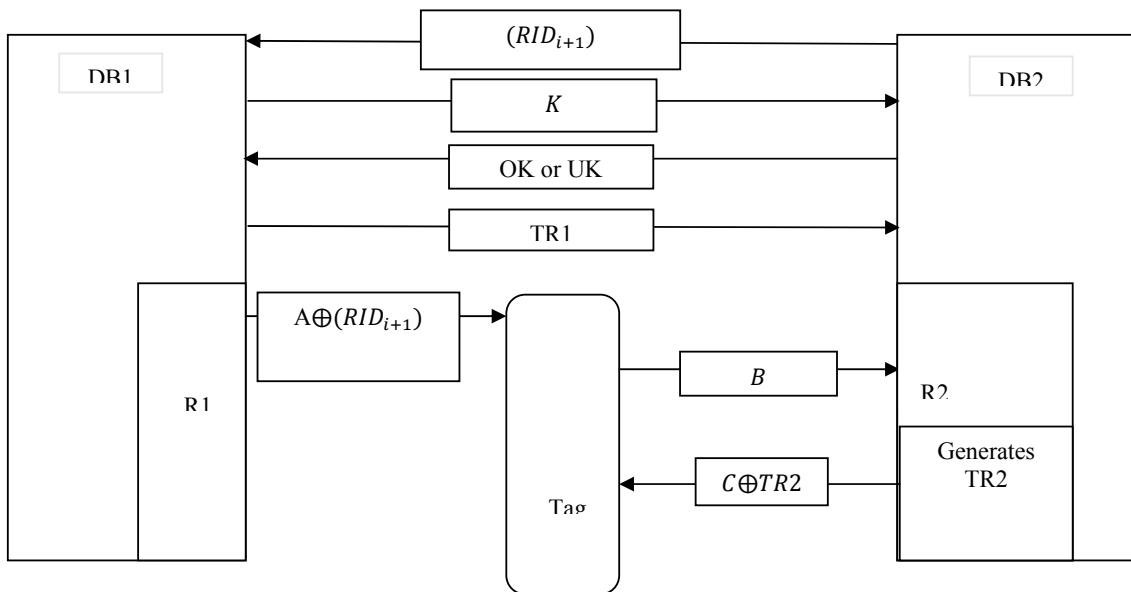 (RID_{i+1})
DB1
DB2
K
OK or UK
TR1
A⊕(RID_{i+1})
B
R1
R2
Generates
TR2
C⊕TR2
Tag